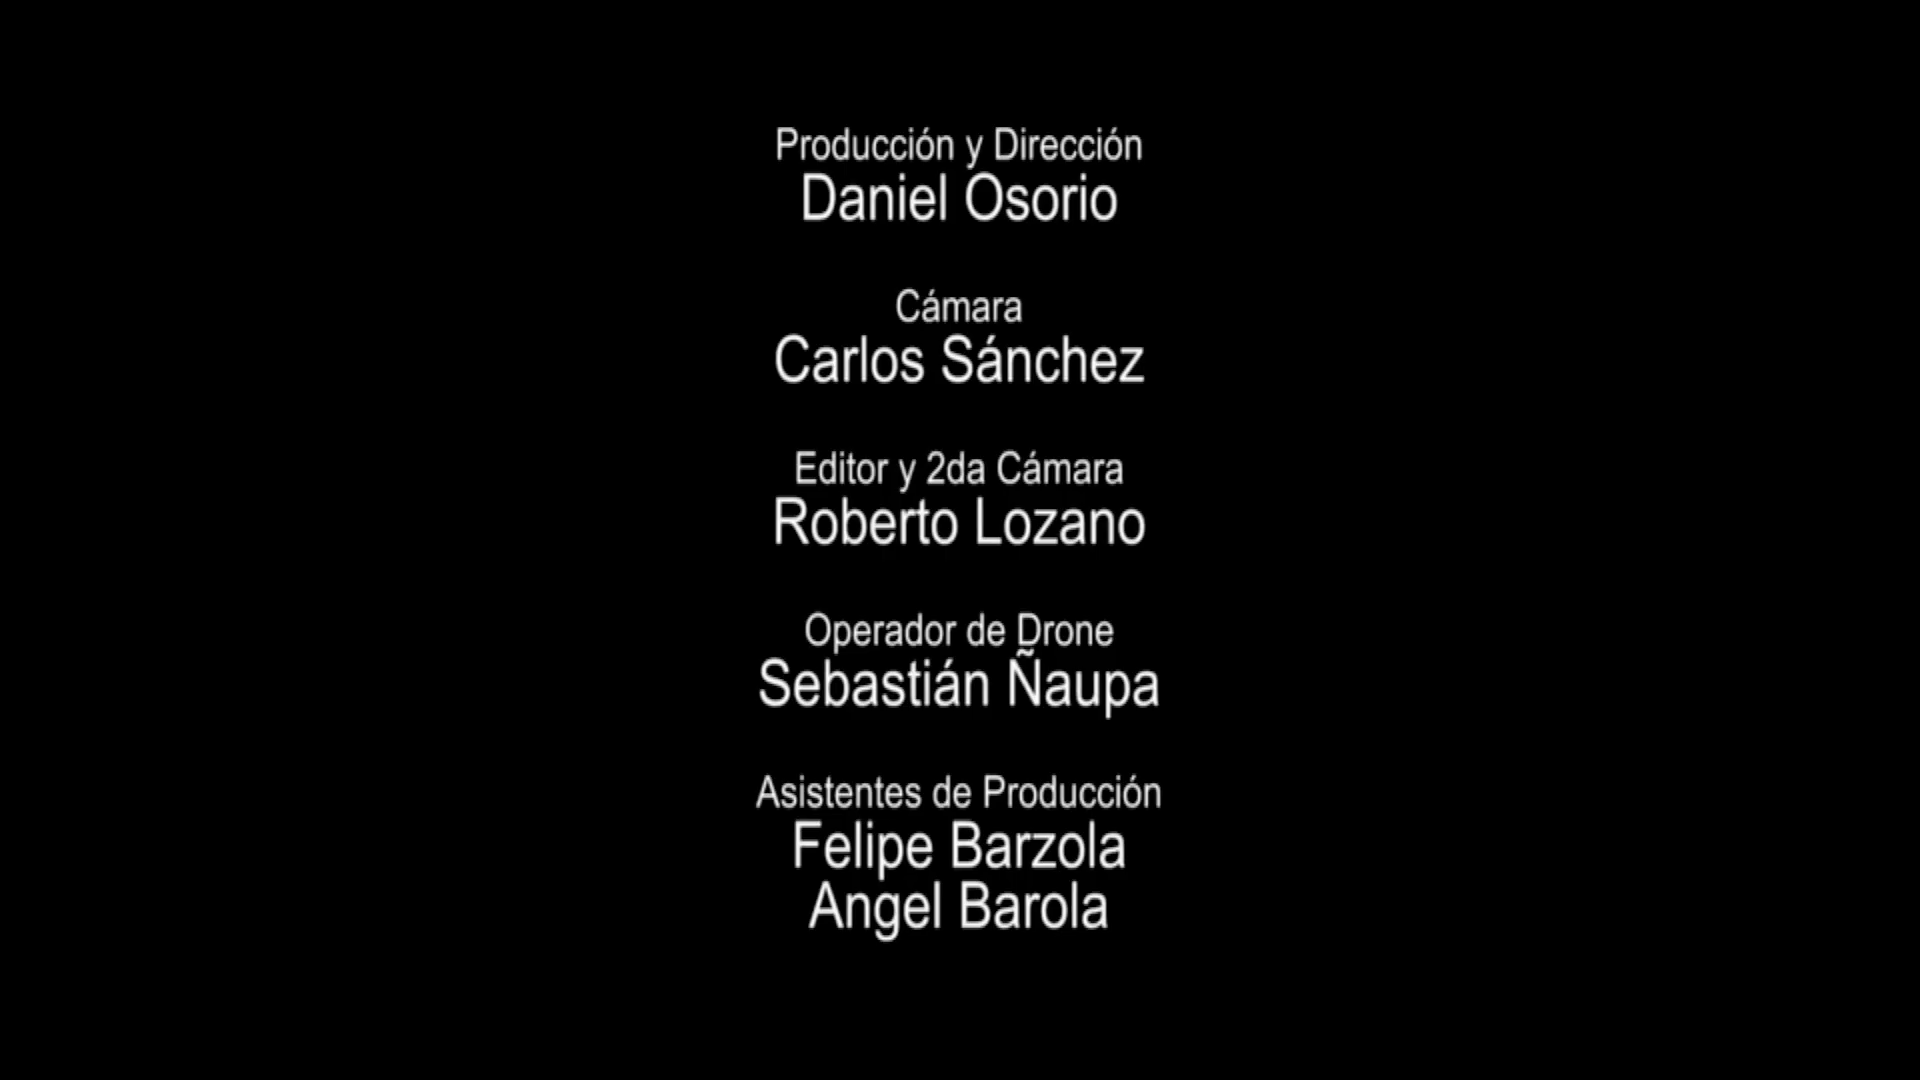 Producción y Dirección
Daniel Osorio
Cámara
Carlos Sánchez
Editor y 2da Cámara
Roberto Lozano
Operador de Drone
Sebastián Ñaupa
Asistentes de Producción
Felipe Barzola
Angel Barola